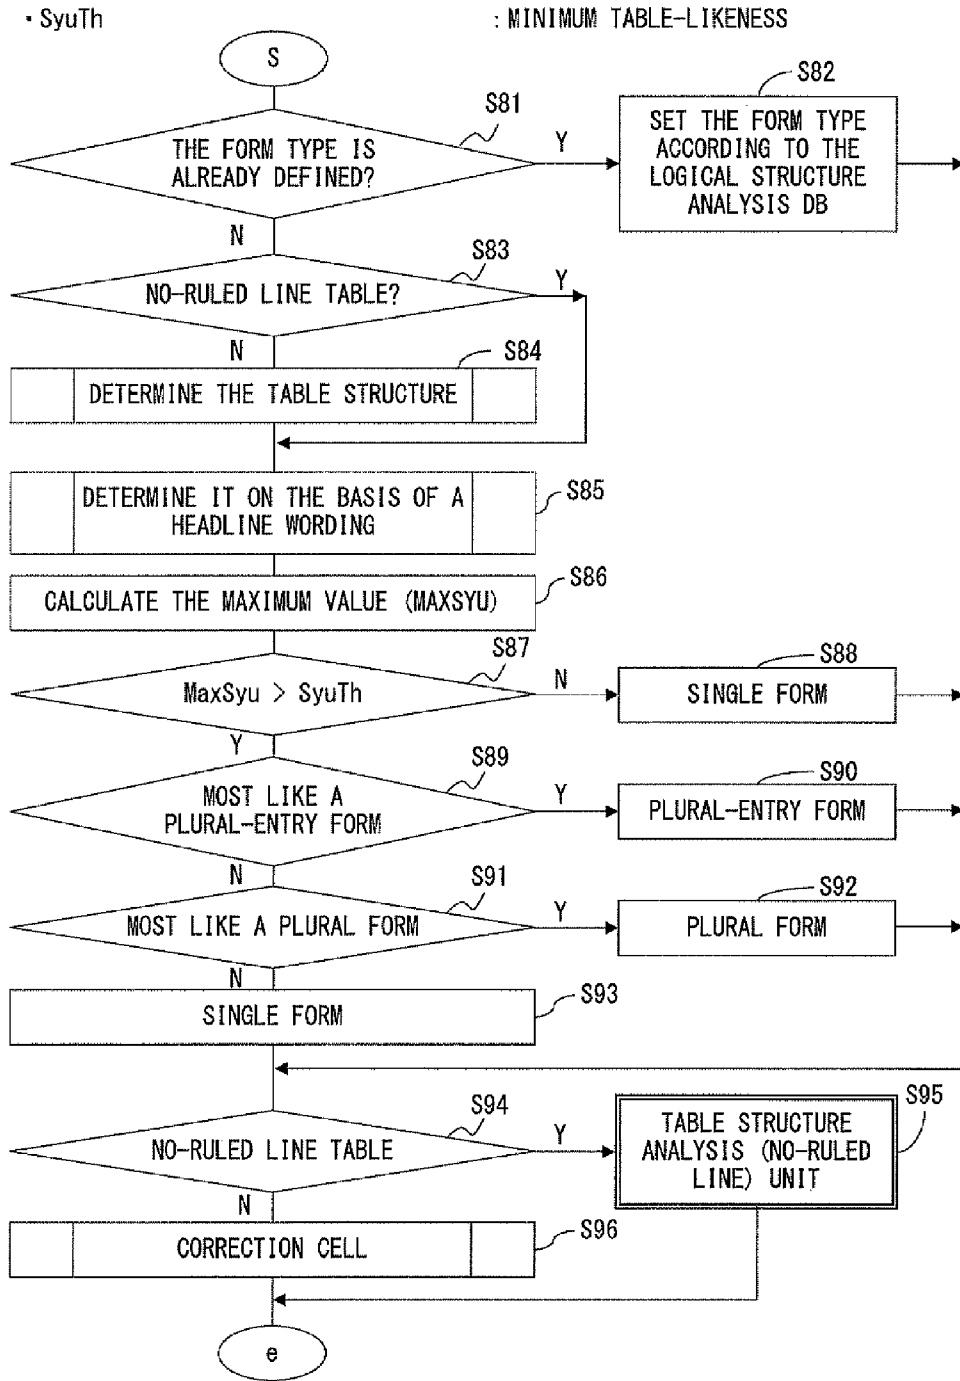 ・SyuTh : MINIMUM TABLE-LIKENESS
S
S81
THE FORM TYPE IS
ALREADY DEFINED?
Y
N
S82
SET THE FORM TYPE
ACCORDING TO THE
LOGICAL STRUCTURE
ANALYSIS DB
S83
NO-RULED LINE TABLE?
Y
N
S84
DETERMINE THE TABLE STRUCTURE
DETERMINE IT ON THE BASIS OF A
HEADLINE WORDING
S85
S86
CALCULATE THE MAXIMUM VALUE (MAXSYU)
S87
MaxSyu > SyuTh
N
Y
S88
SINGLE FORM
S89
MOST LIKE A
PLURAL-ENTRY FORM
Y
N
S90
PLURAL-ENTRY FORM
S91
MOST LIKE A PLURAL FORM
Y
N
S92
PLURAL FORM
S93
SINGLE FORM
S94
NO-RULED LINE TABLE
Y
N
S95
TABLE STRUCTURE
ANALYSIS (NO-RULED
LINE) UNIT
CORRECTION CELL
S96
e